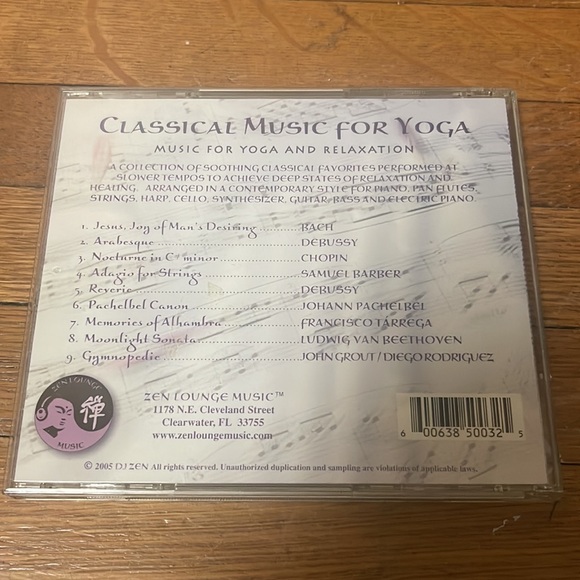 CLASSICAL MUSIC FOR YOGA
MUSIC FOR YOGA AND RELAXATION
A COLLECTION OF SOOTHING CLASSICAL FAVORITES PERFORMED AT
SLOWER TEMPOS TO ACHIEVE DEEP STATES OF RELAXATION AND
HEALING. ARRANGED IN A CONTEMPORARY STYLE FOR PIANO, PAN FLUTES,
STRINGS, HARP, CELLO, SYNTHESIZER, GUITAR, BASS AND ELECTRIC PIANO.
1. Jesus, Joy of Man's Desiring BACH
2. Arabesque DEBUSSY
3. Nocturne in C# minor CHOPIN
4. Adagio for Strings SAMUEL BARBER
5. Reverie DEBUSSY
6. Pachelbel Canon JOHANN PACHELBEL
7. Memories of Alhambra FRANCISCO TARREGA
8. Moonlight Sonata LUDWIG VAN BEETHOVEN
9. Gymnopedie JOHN GROUT / DIEGO RODRIGUEZ
ZEN LOUNGE
禪
MUSIC
ZEN LOUNGE MUSIC™
1178 N.E. Cleveland Street
Clearwater, FL 33755
www.zenloungemusic.com
6 00638 50032 5
© 2005 DJ ZEN All rights reserved. Unauthorized duplication and sampling are violations of applicable laws.